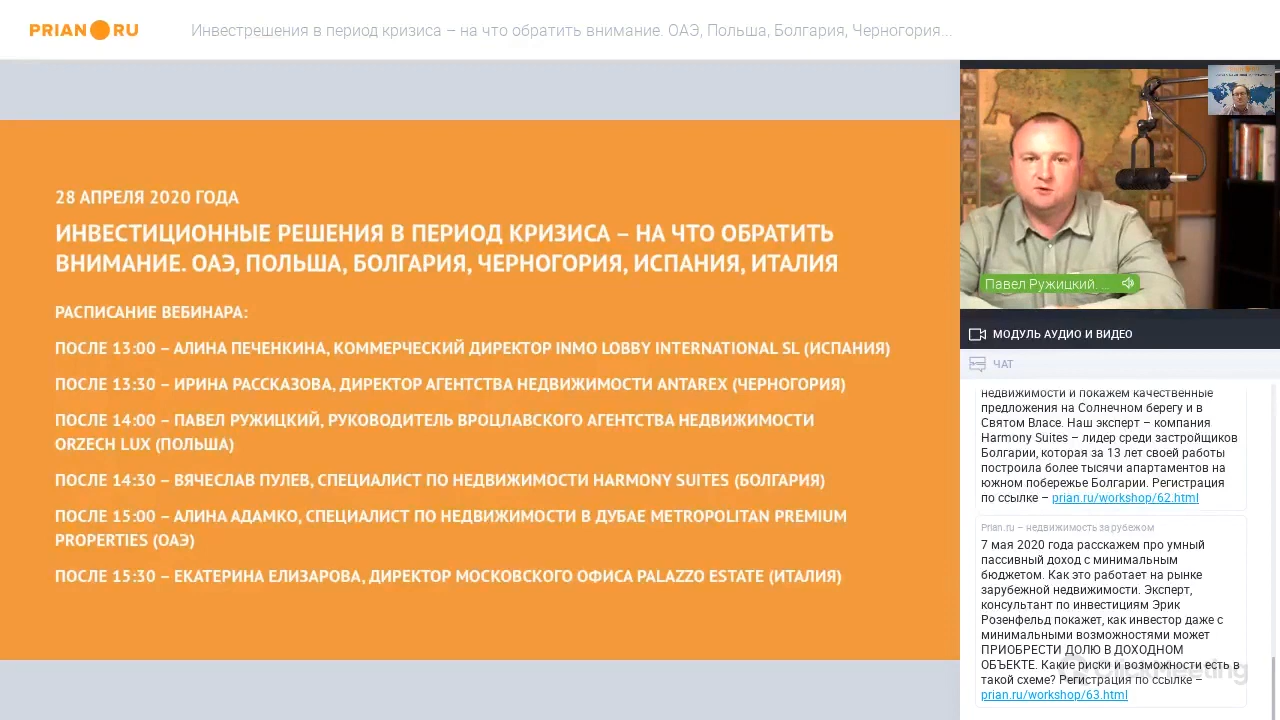 PRIAN RU
Инвестрешения в период кризиса – на что обратить внимание. ОАЭ, Польша, Болгария, Черногория...
28 АПРЕЛЯ 2020 ГОДА
ИНВЕСТИЦИОННЫЕ РЕШЕНИЯ В ПЕРИОД КРИЗИСА – НА ЧТО ОБРАТИТЬ
ВНИМАНИЕ. ОАЭ, ПОЛЬША, БОЛГАРИЯ, ЧЕРНОГОРИЯ, ИСПАНИЯ, ИТАЛИЯ
РАСПИСАНИЕ ВЕБИНАРА:
ПОСЛЕ 13:00 – АЛИНА ПЕЧЕНКИНА, КОММЕРЧЕСКИЙ ДИРЕКТОР INMO LOBBY INTERNATIONAL SL (ИСПАНИЯ)
ПОСЛЕ 13:30 – ИРИНА РАССКАЗОВА, ДИРЕКТОР АГЕНТСТВА НЕДВИЖИМОСТИ ANTAREX (ЧЕРНОГОРИЯ)
ПОСЛЕ 14:00 – ПАВЕЛ РУЖИЦКИЙ, РУКОВОДИТЕЛЬ ВРОЦЛАВСКОГО АГЕНТСТВА НЕДВИЖИМОСТИ
ORZECH LUX (ПОЛЬША)
ПОСЛЕ 14:30 – ВЯЧЕСЛАВ ПУЛЕВ, СПЕЦИАЛИСТ ПО НЕДВИЖИМОСТИ HARMONY SUITES (БОЛГАРИЯ)
ПОСЛЕ 15:00 – АЛИНА АДАМКО, СПЕЦИАЛИСТ ПО НЕДВИЖИМОСТИ В ДУБАЕ METROPOLITAN PREMIUM
PROPERTIES (ОАЭ)
ПОСЛЕ 15:30 – ЕКАТЕРИНА ЕЛИЗАРОВА, ДИРЕКТОР МОСКОВСКОГО ОФИСА PALAZZO ESTATE (ИТАЛИЯ)
Павел Ружицкий. ...
МОДУЛЬ АУДИО И ВИДЕО
ЧАТ
недвижимости и покажем качественные
предложения на Солнечном берегу и в
Святом Власе. Наш эксперт – компания
Harmony Suites – лидер среди застройщиков
Болгарии, которая за 13 лет своей работы
построила более тысячи апартаментов на
южном побережье Болгарии. Регистрация
по ссылке – prian.ru/workshop/62.html
Prian.ru – недвижимость за рубежом
7 мая 2020 года расскажем про умный
пассивный доход с минимальным
бюджетом. Как это работает на рынке
зарубежной недвижимости. Эксперт,
консультант по инвестициям Эрик
Розенфельд покажет, как инвестор даже с
минимальными возможностями может
ПРИОБРЕСТИ ДОЛЮ В ДОХОДНОМ
ОБЪЕКТЕ. Какие риски и возможности есть в
такой схеме? Регистрация по ссылке –
prian.ru/workshop/63.html
ClickMeeting